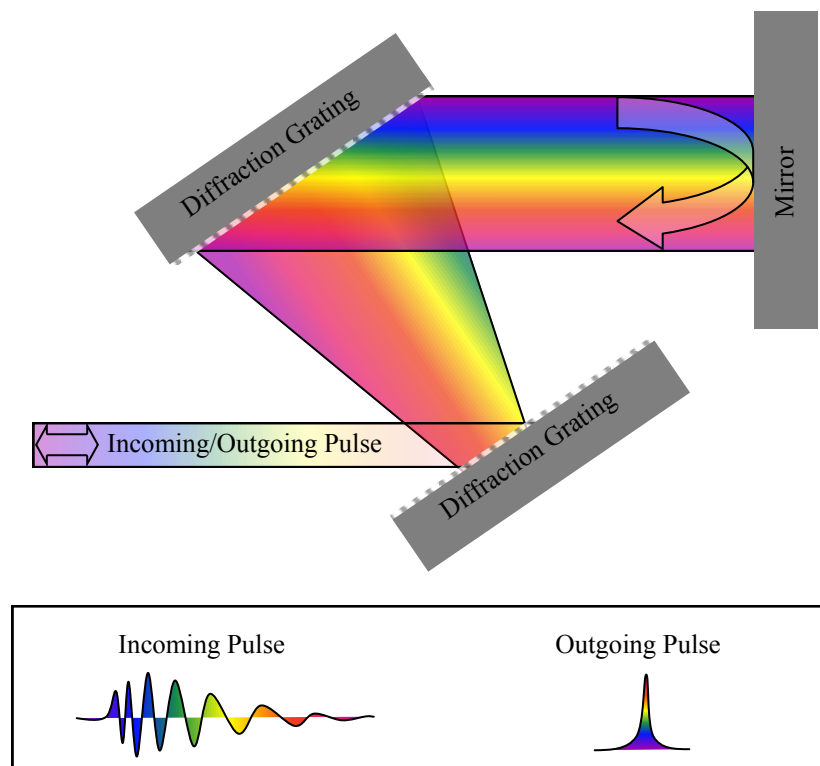 Diffraction Grating
Mirror
Incoming/Outgoing Pulse
Diffraction Grating
Incoming Pulse
Outgoing Pulse